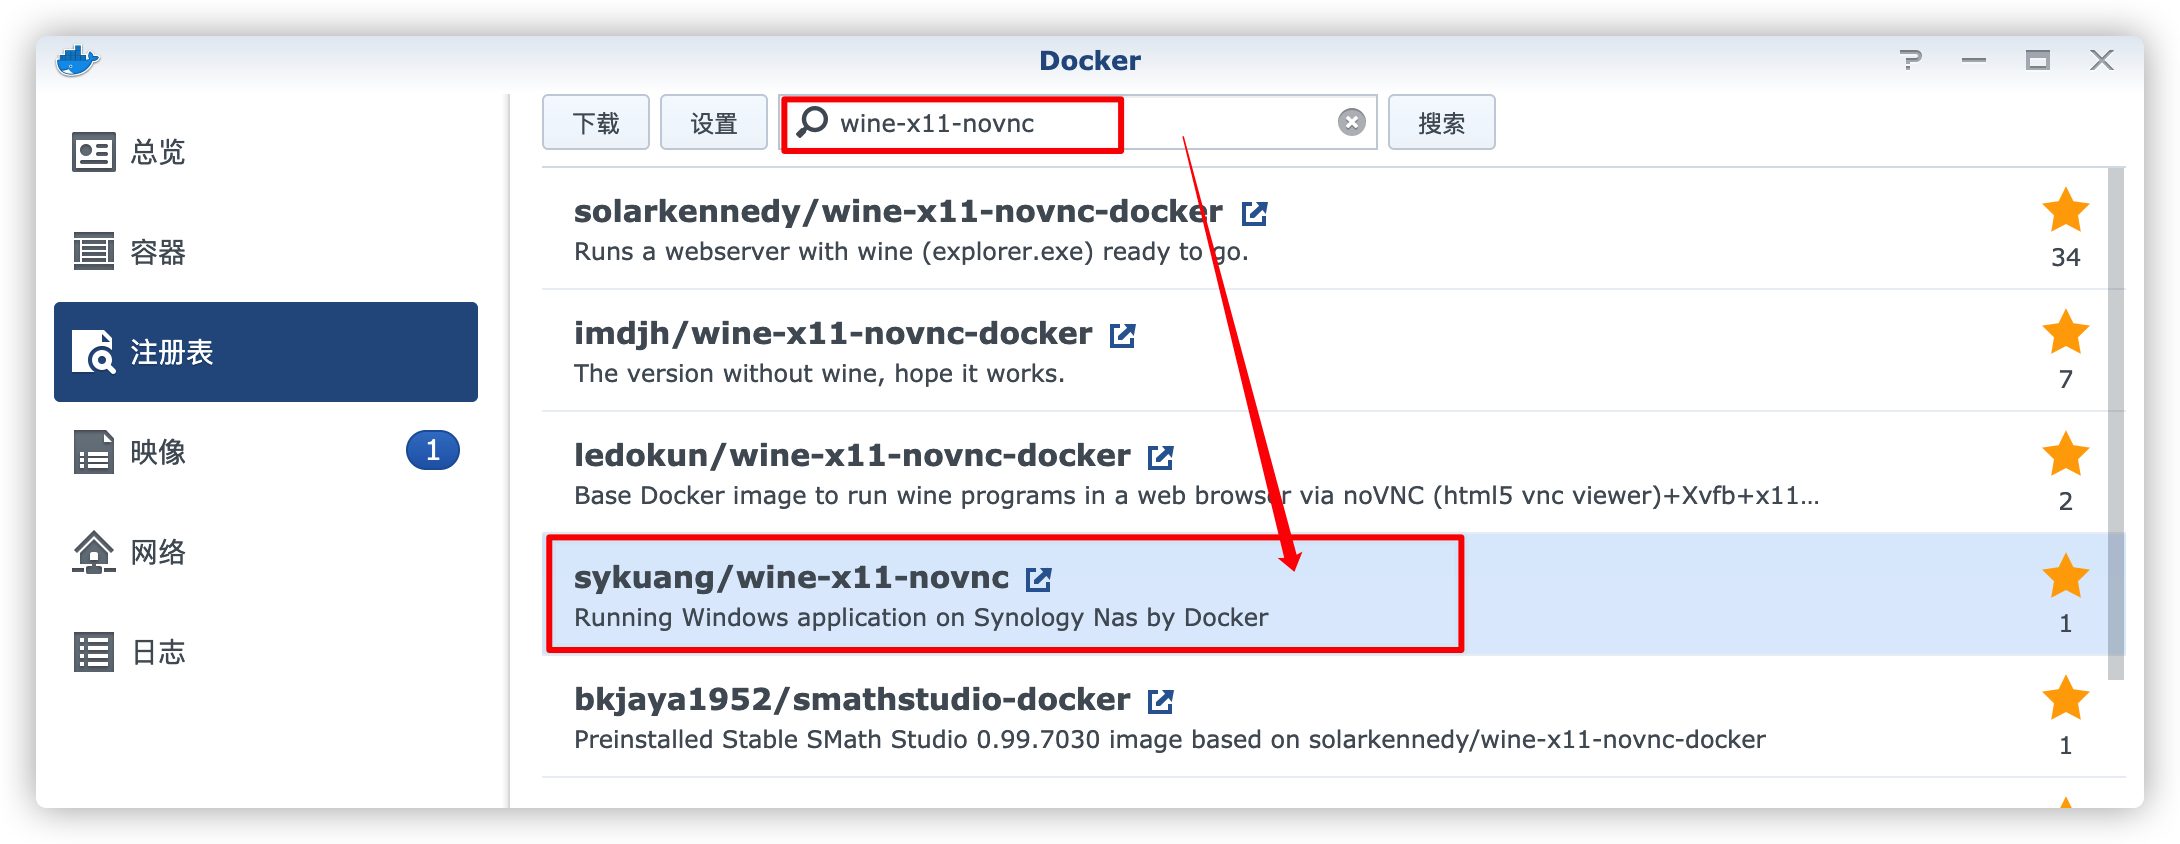 Docker
总览
容器
注册表
映像
1
网络
日志
下载
设置
wine-x11-novnc
搜索
solarkennedy/wine-x11-novnc-docker
Runs a webserver with wine (explorer.exe) ready to go.
34
imdjh/wine-x11-novnc-docker
The version without wine, hope it works.
7
ledokun/wine-x11-novnc-docker
Base Docker image to run wine programs in a web browser via noVNC (html5 vnc viewer)+Xvfb+x11...
2
sykuang/wine-x11-novnc
Running Windows application on Synology Nas by Docker
1
bkjaya1952/smathstudio-docker
Preinstalled Stable SMath Studio 0.99.7030 image based on solarkennedy/wine-x11-novnc-docker
1